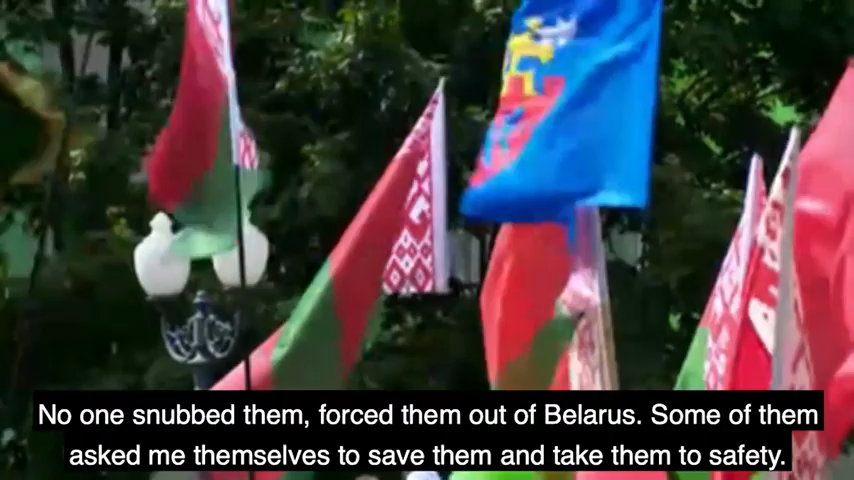 No one snubbed them, forced them out of Belarus. Some of them
asked me themselves to save them and take them to safety.